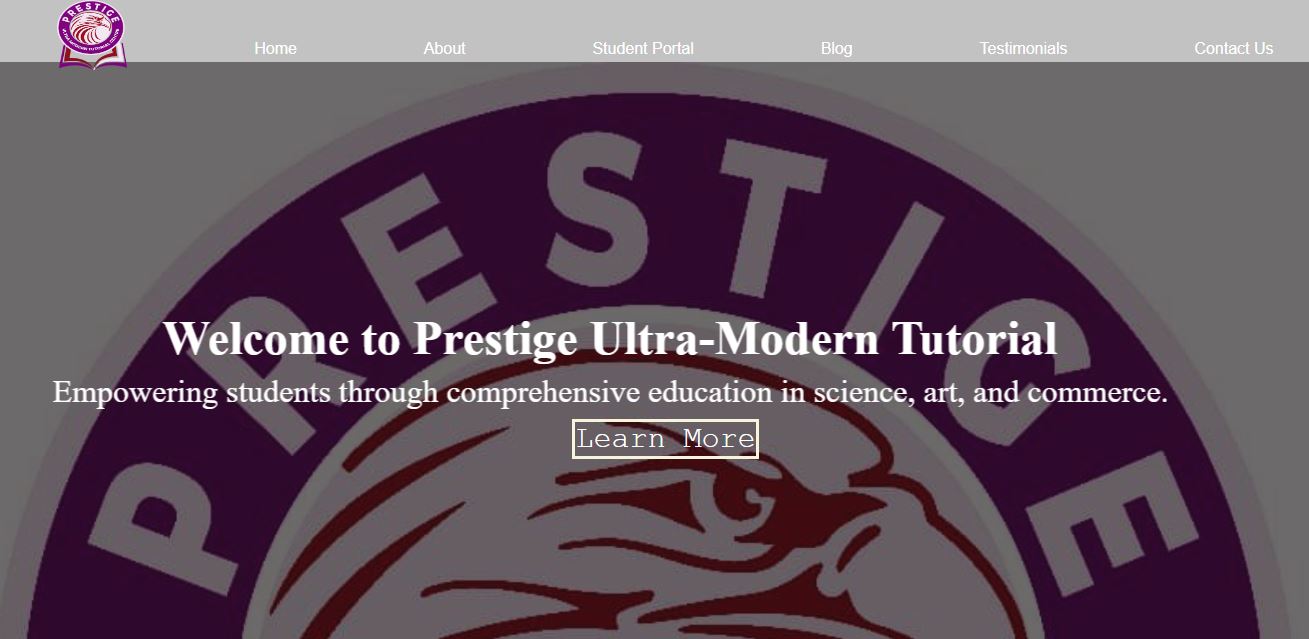 PRESTIGE
Home About Student Portal Blog Testimonials Contact Us
PRESTIGE
Welcome to Prestige Ultra-Modern Tutorial
Empowering students through comprehensive education in science, art, and commerce.
Learn More